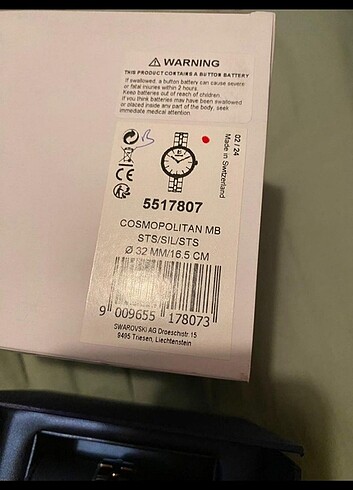 WARNING
THIS PRODUCT CONTAINS A BUTTON BATTERY
If swallowed, a button battery can cause severe
or fatal injuries within 2 hours.
Keep batteries out of reach of children.
If you think batteries may have been swallowed
or placed inside any part of the body, seek
immediate medical attention.
B
02 / 24
Made in Switzerland
CE
5517807
COSMOPOLITAN MB
STS/SIL/STS
Ø 32 MM/16.5 CM
9 009655 178073
SWAROVSKI AG Droeschistr. 15
9495 Triesen, Liechtenstein